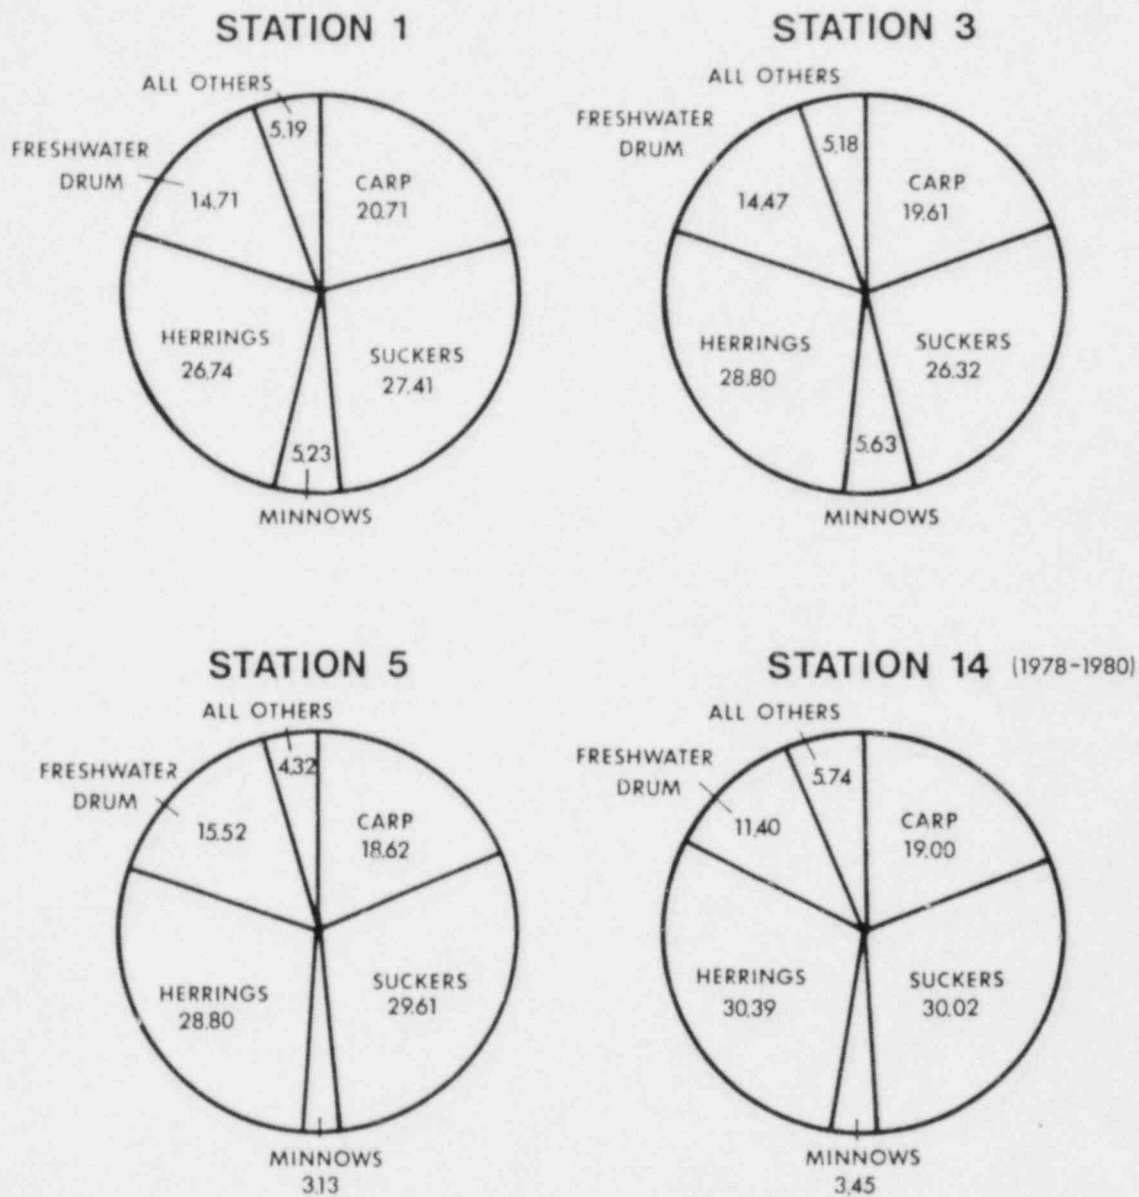 STATION 1
ALL OTHERS
5.19
FRESHWATER
DRUM
14.71
CARP
20.71
HERRINGS
26.74
SUCKERS
27.41
5.23
MINNOWS
STATION 3
ALL OTHERS
5.18
FRESHWATER
DRUM
14.47
CARP
19.61
HERRINGS
28.80
SUCKERS
26.32
5.63
MINNOWS
STATION 5
ALL OTHERS
4.32
FRESHWATER
DRUM
15.52
CARP
18.62
HERRINGS
28.80
SUCKERS
29.61
MINNOWS
3.13
STATION 14 (1978-1980)
ALL OTHERS
5.74
FRESHWATER
DRUM
11.40
CARP
19.00
HERRINGS
30.39
SUCKERS
30.02
MINNOWS
3.45